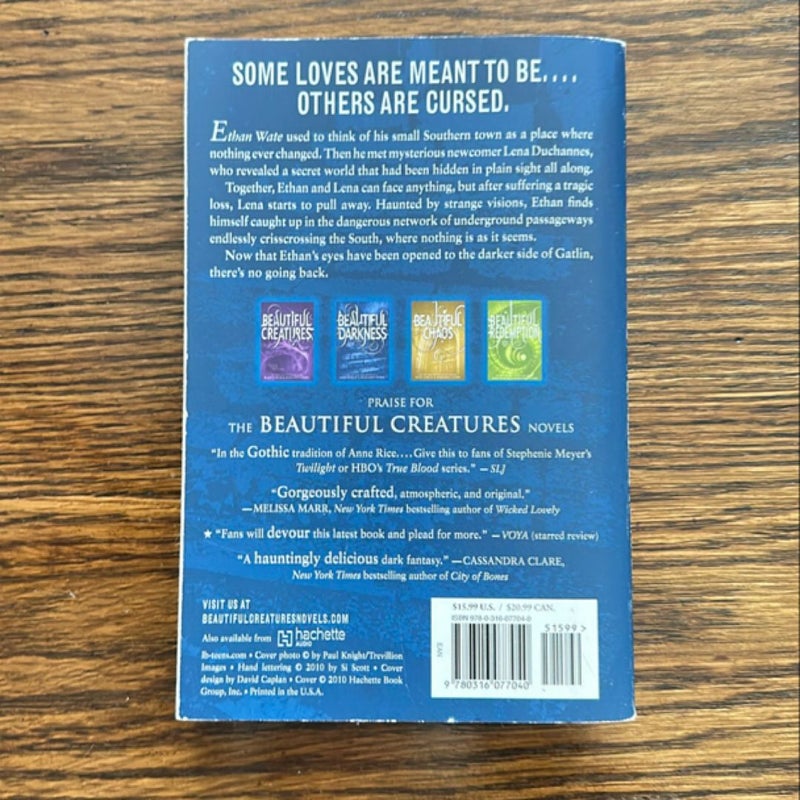 SOME LOVES ARE MEANT TO BE....
OTHERS ARE CURSED.
Ethan Wate used to think of his small Southern town as a place where
nothing ever changed. Then he met mysterious newcomer Lena Duchannes,
who revealed a secret world that had been hidden in plain sight all along.
Together, Ethan and Lena can face anything, but after suffering a tragic
loss, Lena starts to pull away. Haunted by strange visions, Ethan finds
himself caught up in the dangerous network of underground passageways
endlessly crisscrossing the South, where nothing is as it seems.
Now that Ethan's eyes have been opened to the darker side of Gatlin,
there's no going back.
BEAUTIFUL
CREATURES
BEAUTIFUL
DARKNESS
BEAUTIFUL
CHAOS
BEAUTIFUL
REDEMPTION
PRAISE FOR
THE BEAUTIFUL CREATURES NOVELS
"In the Gothic tradition of Anne Rice....Give this to fans of Stephenie Meyer's
Twilight or HBO's True Blood series." —SLJ
"Gorgeously crafted, atmospheric, and original."
—MELISSA MARR, New York Times bestselling author of Wicked Lovely
★ "Fans will devour this latest book and plead for more." —VOYA (starred review)
"A hauntingly delicious dark fantasy." —CASSANDRA CLARE,
New York Times bestselling author of City of Bones
VISIT US AT
BEAUTIFULCREATURESNOVELS.COM
Also available from hachette
AUDIO
lb-teens.com • Cover photo © by Paul Knight/Trevillion
Images • Hand lettering © 2010 by Si Scott • Cover
design by David Caplan • Cover © 2010 Hachette Book
Group, Inc. • Printed in the U.S.A.
$15.99 U.S. / $20.99 CAN.
ISBN 978-0-316-07704-0
51599>
EAN
9 780316 077040